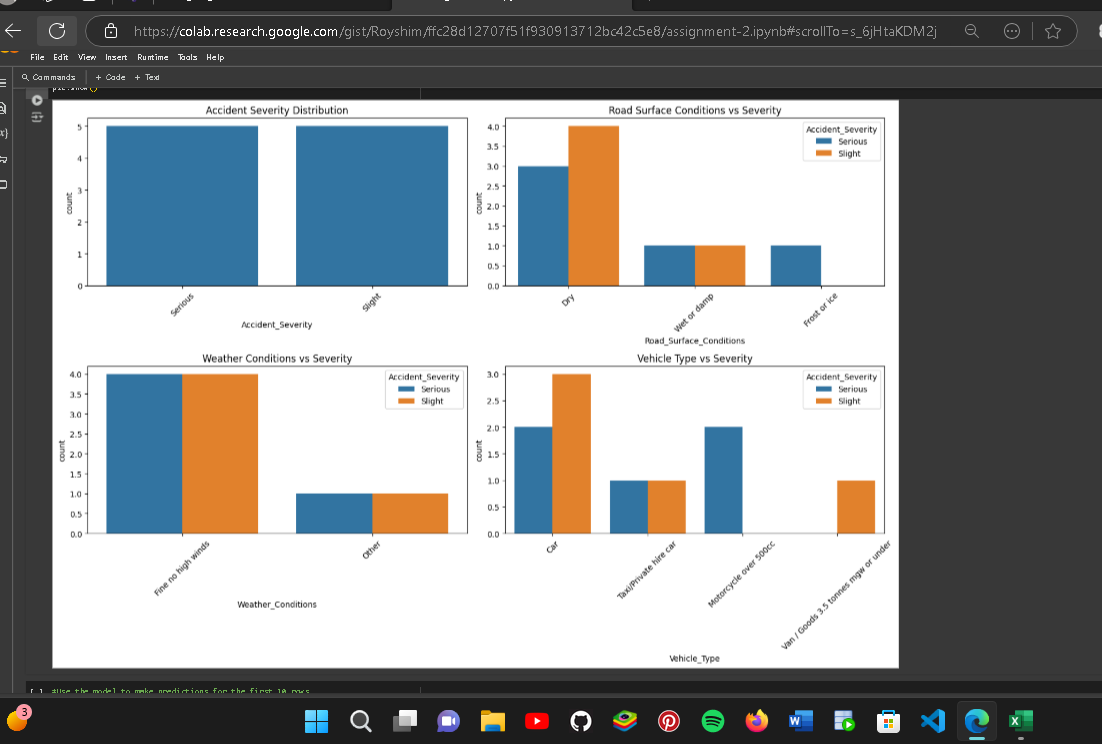 https://colab.research.google.com/gist/Royshim/ffc28d12707f51f930913712bc42c5e8/assignment-2.ipynb#scrollTo=s_6jHtaKDM2j
File Edit View Insert Runtime Tools Help
Commands + Code + Text
Accident Severity Distribution
5
4
3
2
1
0
count
Serious
Slight
Accident_Severity
Road Surface Conditions vs Severity
Accident_Severity
Serious
Slight
4.0
3.5
3.0
2.5
2.0
1.5
1.0
0.5
0.0
count
Dry
Wet or damp
Frost or ice
Road_Surface_Conditions
Weather Conditions vs Severity
Accident_Severity
Serious
Slight
4.0
3.5
3.0
2.5
2.0
1.5
1.0
0.5
0.0
count
Fine no high winds
Other
Weather_Conditions
Vehicle Type vs Severity
Accident_Severity
Serious
Slight
3.0
2.5
2.0
1.5
1.0
0.5
0.0
count
Car
Taxi/Private hire car
Motorcycle over 500cc
Van / Goods 3.5 tonnes mgw or under
Vehicle_Type
[ ] #Use the model to make predictions for the first 10 rows
3